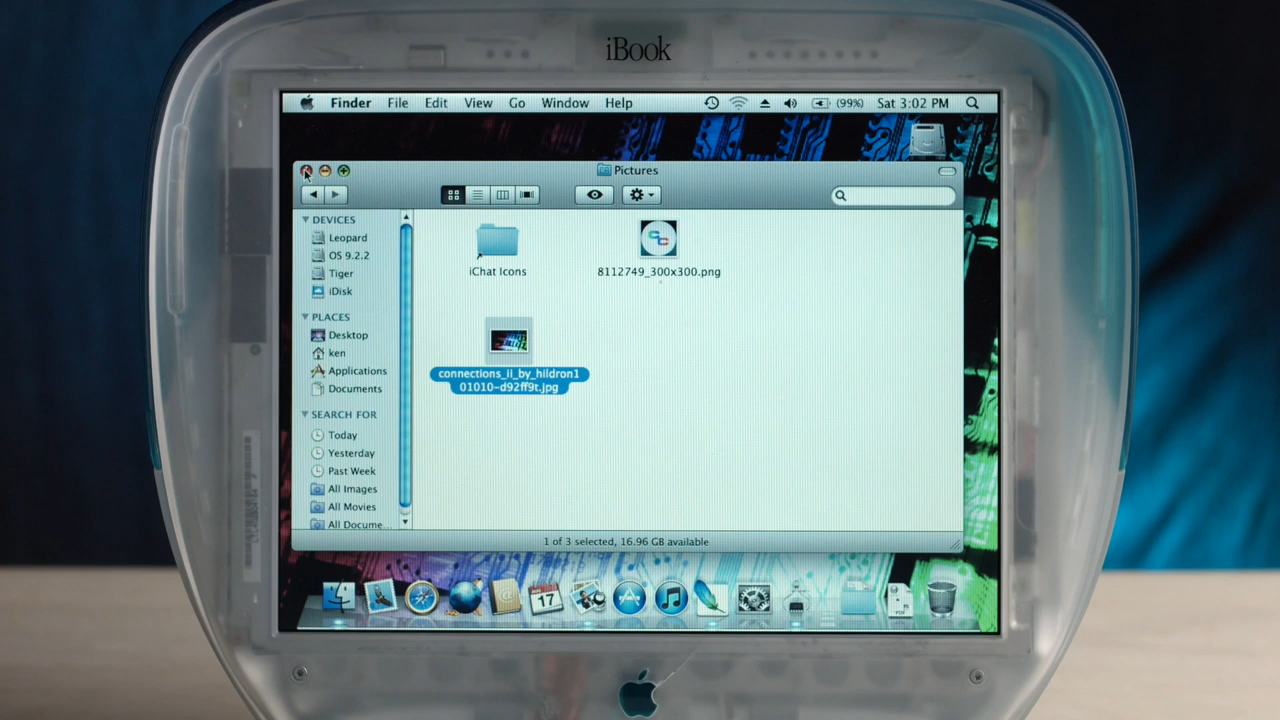 iBook
Finder File Edit View Go Window Help (99%) Sat 3:02 PM
Pictures
DEVICES
Leopard
OS 9.2.2
Tiger
iDisk
PLACES
Desktop
ken
Applications
Documents
SEARCH FOR
Today
Yesterday
Past Week
All Images
All Movies
All Docume...
iChat Icons
8112749_300x300.png
connections_ii_by_hildron1
01010-d92ff9t.jpg
1 of 3 selected, 16.96 GB available
17